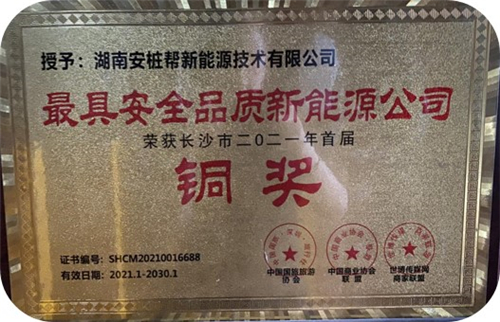 授予：湖南安桩帮新能源技术有限公司
最具安全品质新能源公司
荣获长沙市二〇二一年首届
铜奖
证书编号：SHCM20210016688
有效日期：2021.1-2030.1
中国国旅旅游
协会
中国商业协会
联盟
世博传媒网
商家联盟